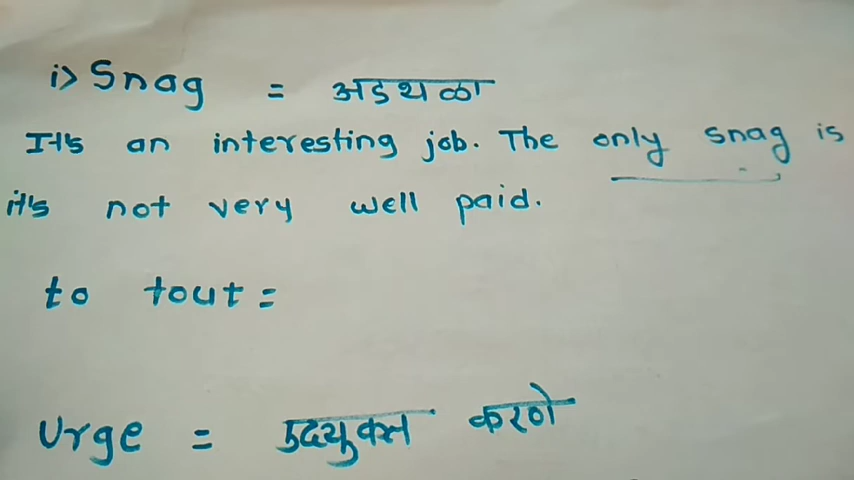 i> Snag = अडथळा
It's an interesting job. The only snag is
it's not very well paid.
to tout =
Urge = उद्युक्त करणे